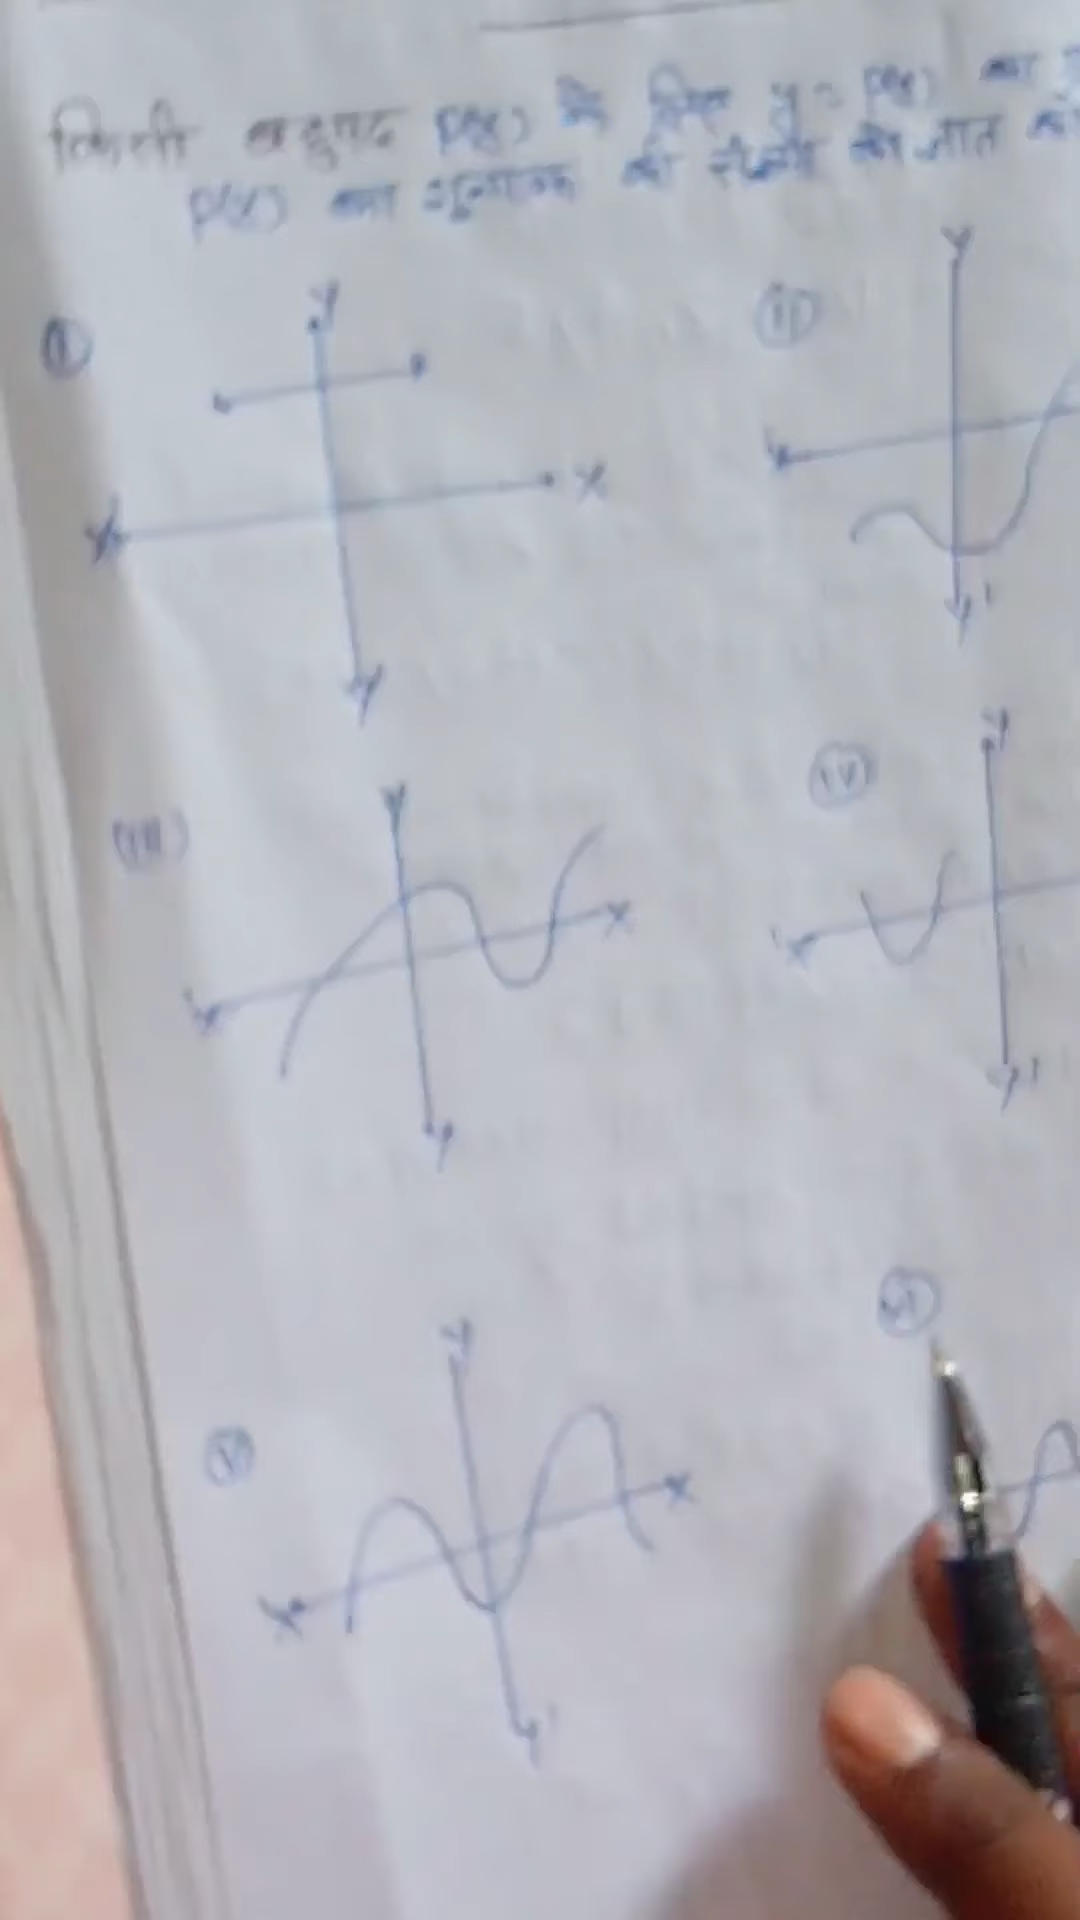 किसी बहुपद P(x) के लिए y = P(x) का
P(x) का शून्यक की संख्या को ज्ञात
(i) Y
(ii) Y
X
X'
Y'
Y
(iii) Y
(iv) Y
X
X'
X'
Y
Y'
(v) Y
(vi)
X
X'
Y'